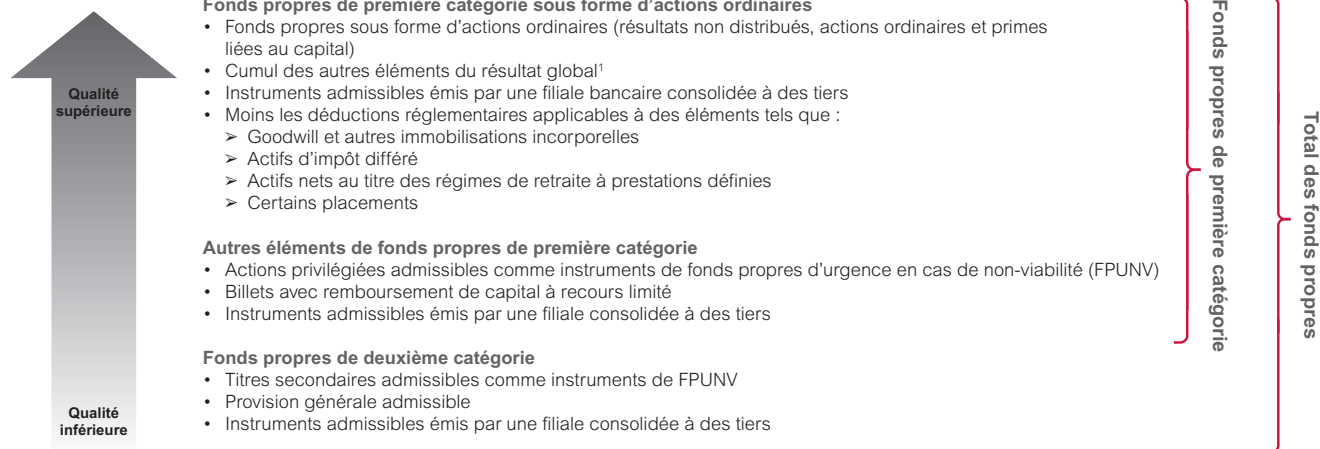 Fonds propres de première catégorie sous forme d'actions ordinaires
• Fonds propres sous forme d'actions ordinaires (résultats non distribués, actions ordinaires et primes
liées au capital)
• Cumul des autres éléments du résultat global¹
• Instruments admissibles émis par une filiale bancaire consolidée à des tiers
• Moins les déductions réglementaires applicables à des éléments tels que :
➢ Goodwill et autres immobilisations incorporelles
➢ Actifs d'impôt différé
➢ Actifs nets au titre des régimes de retraite à prestations définies
➢ Certains placements
Autres éléments de fonds propres de première catégorie
• Actions privilégiées admissibles comme instruments de fonds propres d'urgence en cas de non-viabilité (FPUNV)
• Billets avec remboursement de capital à recours limité
• Instruments admissibles émis par une filiale consolidée à des tiers
Fonds propres de deuxième catégorie
• Titres secondaires admissibles comme instruments de FPUNV
• Provision générale admissible
• Instruments admissibles émis par une filiale consolidée à des tiers
Qualité
supérieure
Qualité
inférieure
Fonds propres de première catégorie
Total des fonds propres